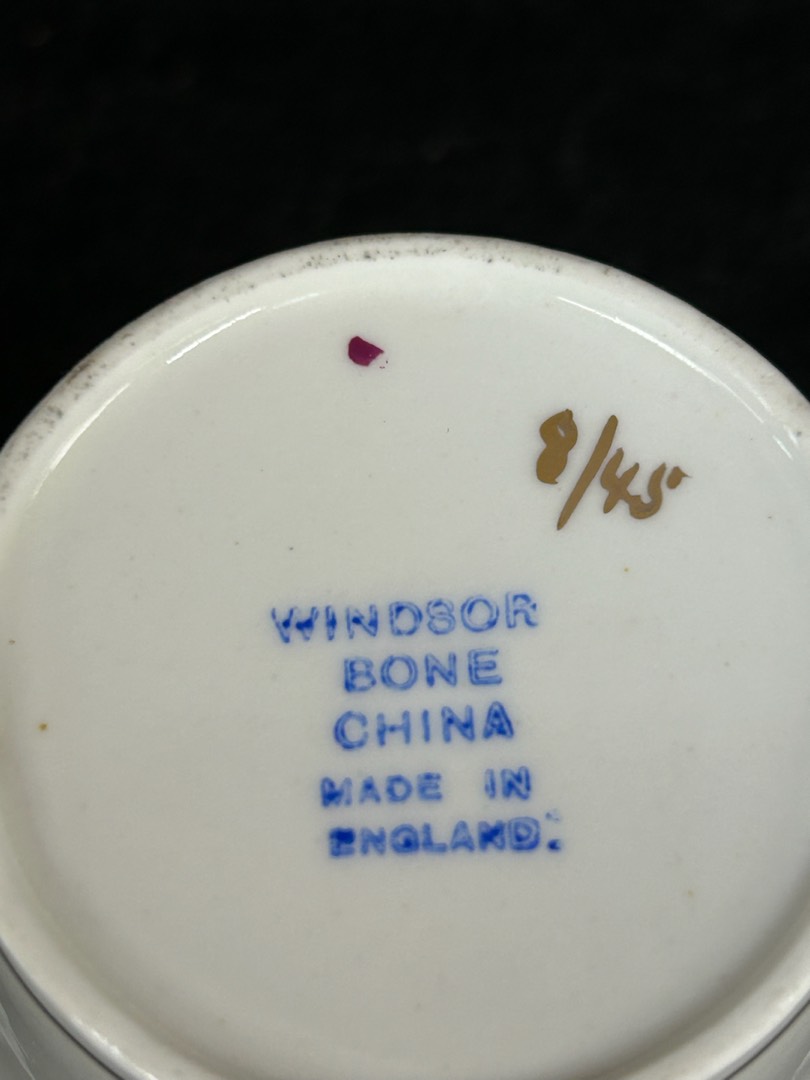 8/45
WINDSOR
BONE
CHINA
MADE IN
ENGLAND.